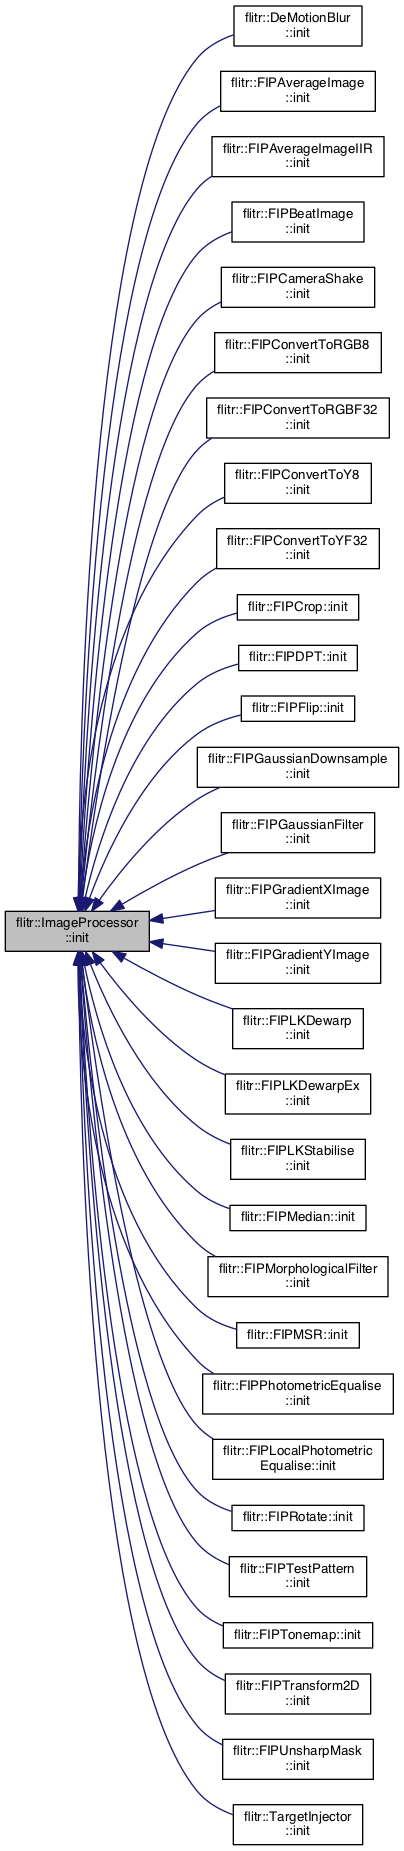 flitr::DeMotionBlur
::init
flitr::FIPAverageImage
::init
flitr::FIPAverageImageIIR
::init
flitr::FIPBeatImage
::init
flitr::FIPCameraShake
::init
flitr::FIPConvertToRGB8
::init
flitr::FIPConvertToRGBF32
::init
flitr::FIPConvertToY8
::init
flitr::FIPConvertToYF32
::init
flitr::FIPCrop::init
flitr::FIPDPT::init
flitr::FIPFlip::init
flitr::FIPGaussianDownsample
::init
flitr::FIPGaussianFilter
::init
flitr::FIPGradientXImage
::init
flitr::ImageProcessor
::init
flitr::FIPGradientYImage
::init
flitr::FIPLKDewarp
::init
flitr::FIPLKDewarpEx
::init
flitr::FIPLKStabilise
::init
flitr::FIPMedian::init
flitr::FIPMorphologicalFilter
::init
flitr::FIPMSR::init
flitr::FIPPhotometricEqualise
::init
flitr::FIPLocalPhotometric
Equalise::init
flitr::FIPRotate::init
flitr::FIPTestPattern
::init
flitr::FIPTonemap::init
flitr::FIPTransform2D
::init
flitr::FIPUnsharpMask
::init
flitr::TargetInjector
::init